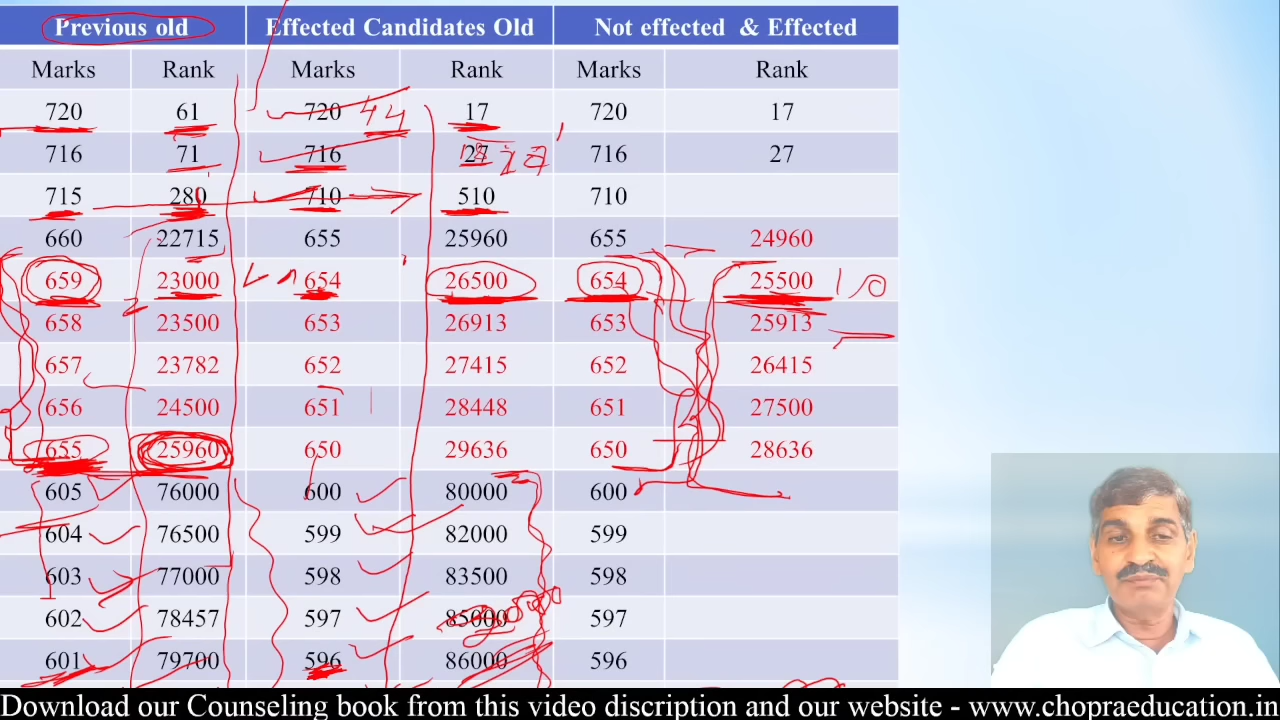 Previous old Effected Candidates Old Not effected & Effected
Marks Rank Marks Rank Marks Rank
720 61 720 44 17 720 17
716 71 716 27 716 27
715 280 710 510 710
660 22715 655 25960 655 24960
659 23000 654 26500 654 25500
658 23500 653 26913 653 25913
657 23782 652 27415 652 26415
656 24500 651 28448 651 27500
655 25960 650 29636 650 28636
605 76000 600 80000 600
604 76500 599 82000 599
603 77000 598 83500 598
602 78457 597 85000 597
601 79700 596 86000 596
Download our Counseling book from this video discription and our website - www.chopraeducation.in